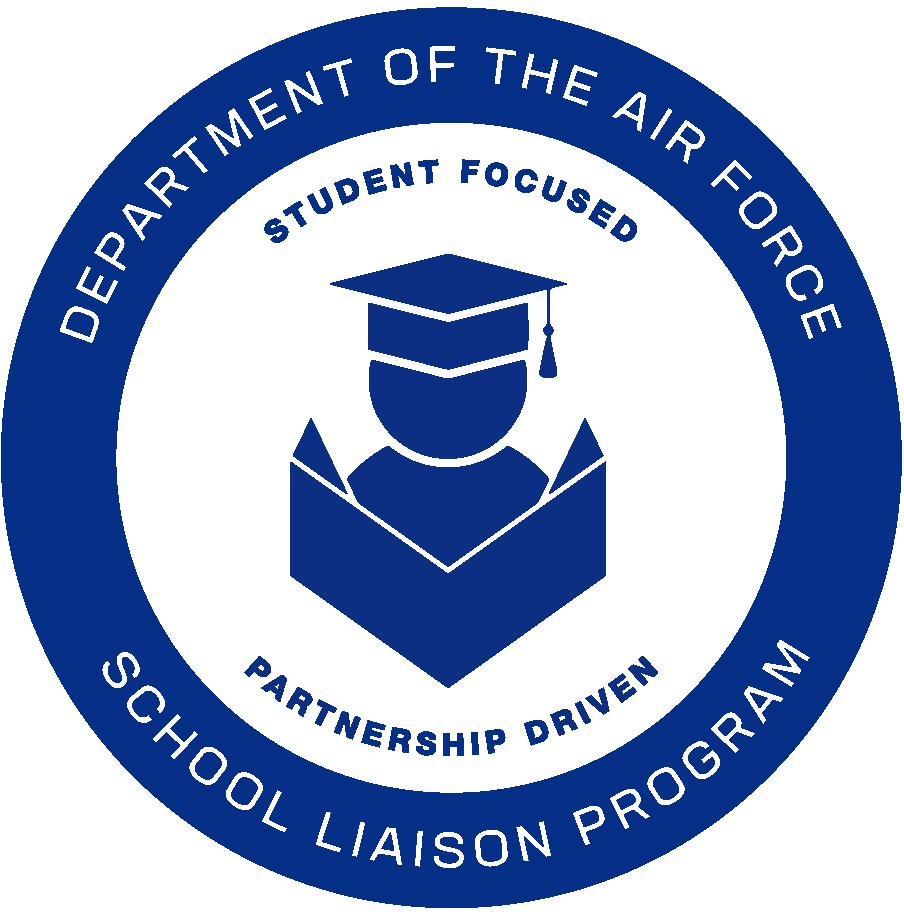 DEPARTMENT OF THE AIR FORCE
STUDENT FOCUSED
PARTNERSHIP DRIVEN
SCHOOL LIAISON PROGRAM